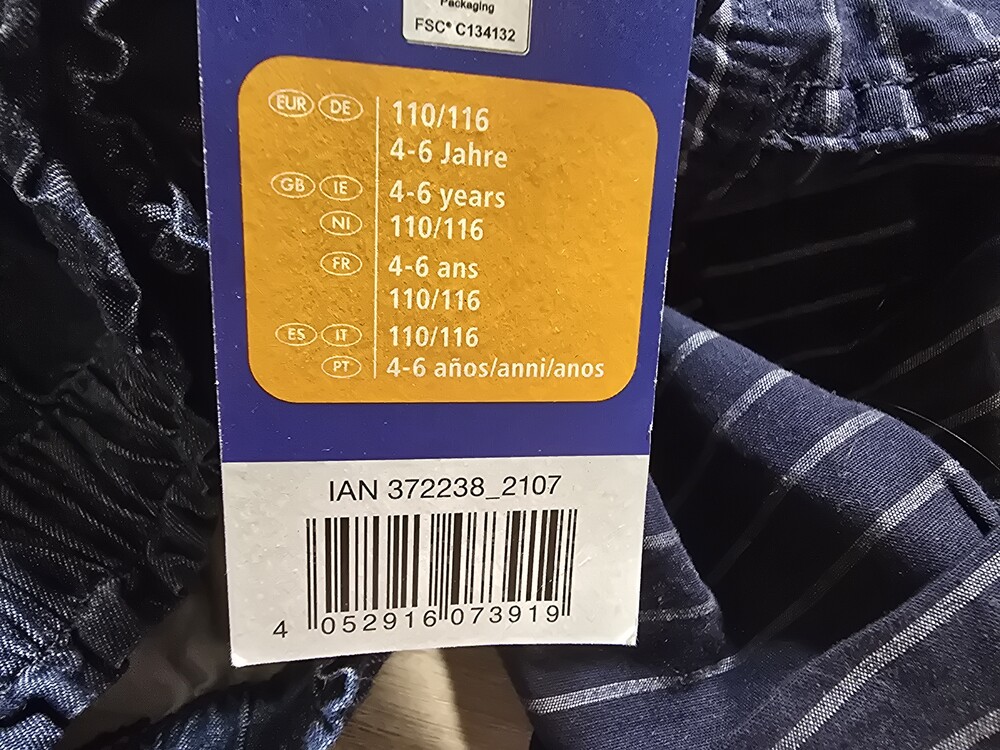 Packaging
FSC® C134132
EUR DE 110/116
4-6 Jahre
GB IE 4-6 years
NI 110/116
FR 4-6 ans
110/116
ES IT 110/116
PT 4-6 años/anni/anos
IAN 372238_2107
4 052916 073919